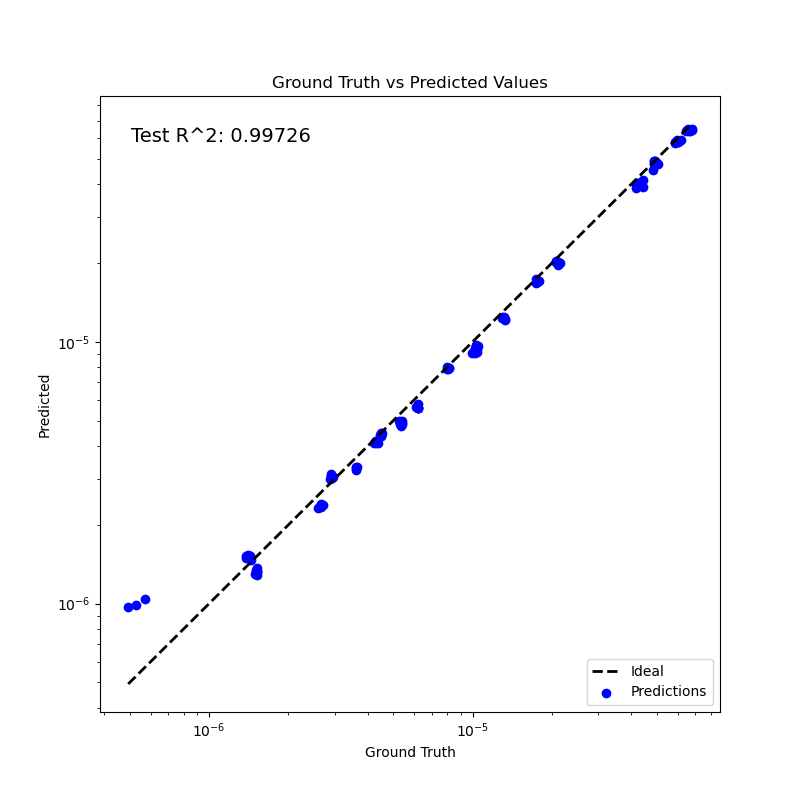 Ground Truth vs Predicted Values
Test R^2: 0.99726
10⁻⁵
Predicted
10⁻⁶
Ideal
Predictions
10⁻⁶ 10⁻⁵
Ground Truth